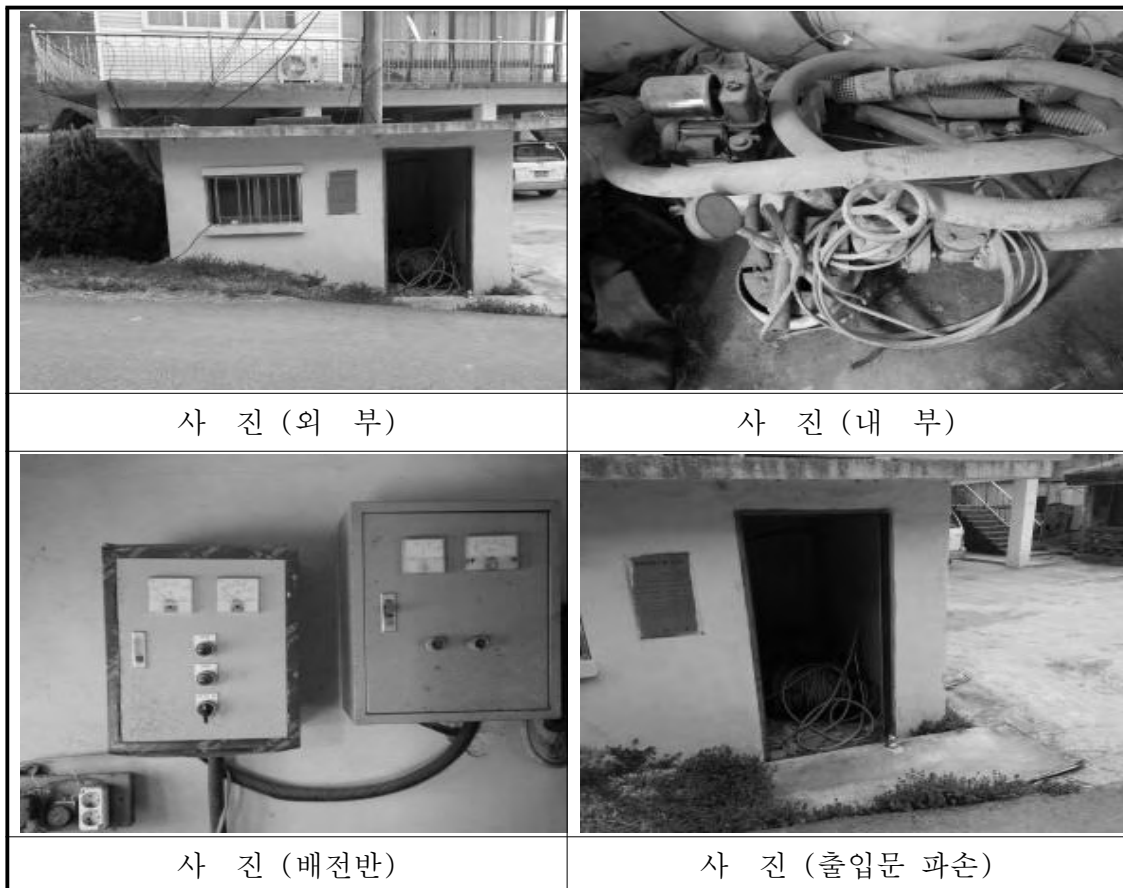 사 진 (외 부)
사 진 (내 부)
사 진 (배전반)
사 진 (출입문 파손)